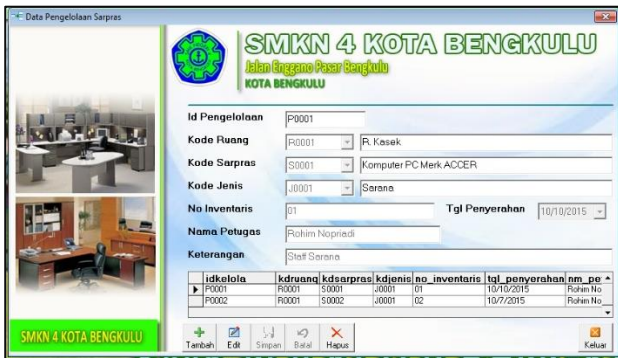 Data Pengelolaan Sarpras
SMKN 4 KOTA BENGKULU
Jalan Enggano Pasar Bengkulu
KOTA BENGKULU
Id Pengelolaan P0001
Kode Ruang R0001 R. Kasek
Kode Sarpras S0001 Komputer PC Merk ACCER
Kode Jenis J0001 Sarana
No Inventaris 01 Tgl Penyerahan 10/10/2015
Nama Petugas Rohim Nopriadi
Keterangan Staff Sarana
idkelola kdruang kdsarpras kdjenis no_inventaris tgl_penyerahan nm_pe
P0001 R0001 S0001 J0001 01 10/10/2015 Rohim No
P0002 R0001 S0002 J0001 02 10/7/2015 Rohim No
SMKN 4 KOTA BENGKULU
Tambah Edit Simpan Batal Hapus Keluar